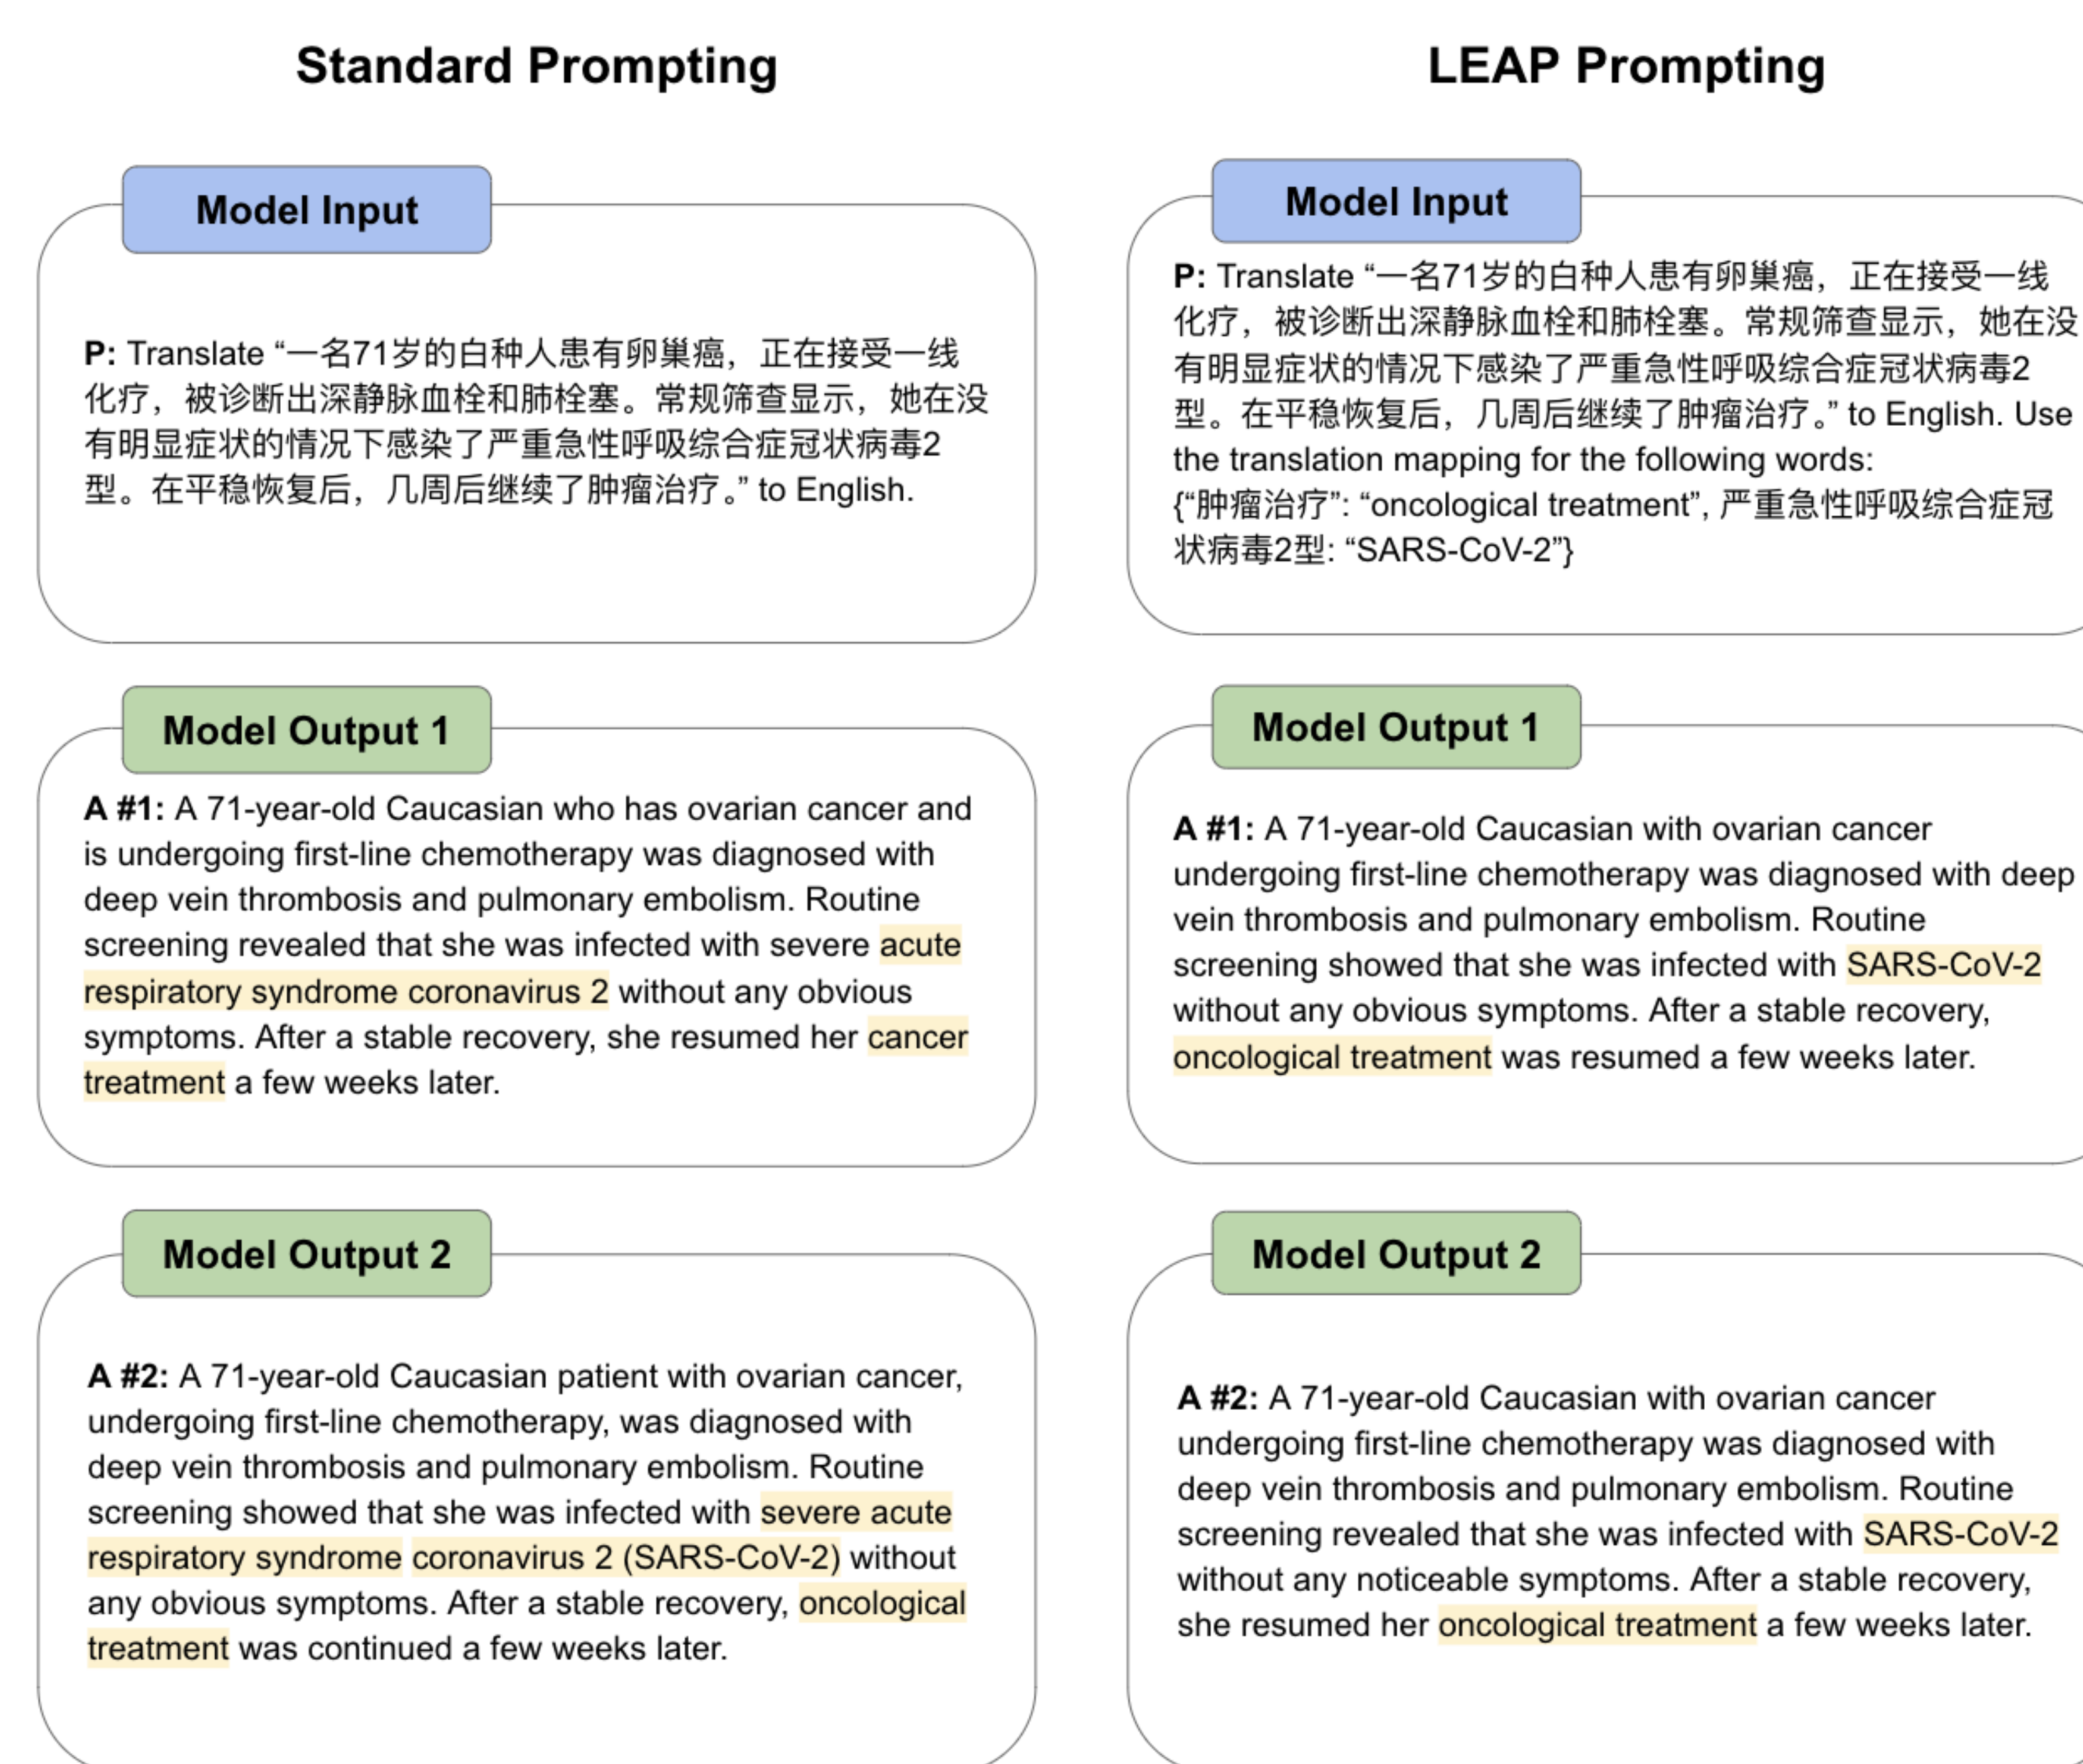 Standard Prompting
Model Input
P: Translate “一名71岁的白种人患有卵巢癌，正在接受一线
化疗，被诊断出深静脉血栓和肺栓塞。常规筛查显示，她在没
有明显症状的情况下感染了严重急性呼吸综合症冠状病毒2
型。在平稳恢复后，几周后继续了肿瘤治疗。” to English.
Model Output 1
A #1: A 71-year-old Caucasian who has ovarian cancer and
is undergoing first-line chemotherapy was diagnosed with
deep vein thrombosis and pulmonary embolism. Routine
screening revealed that she was infected with severe acute
respiratory syndrome coronavirus 2 without any obvious
symptoms. After a stable recovery, she resumed her cancer
treatment a few weeks later.
Model Output 2
A #2: A 71-year-old Caucasian patient with ovarian cancer,
undergoing first-line chemotherapy, was diagnosed with
deep vein thrombosis and pulmonary embolism. Routine
screening showed that she was infected with severe acute
respiratory syndrome coronavirus 2 (SARS-CoV-2) without
any obvious symptoms. After a stable recovery, oncological
treatment was continued a few weeks later.
LEAP Prompting
Model Input
P: Translate “一名71岁的白种人患有卵巢癌，正在接受一线
化疗，被诊断出深静脉血栓和肺栓塞。常规筛查显示，她在没
有明显症状的情况下感染了严重急性呼吸综合症冠状病毒2
型。在平稳恢复后，几周后继续了肿瘤治疗。” to English. Use
the translation mapping for the following words:
{“肿瘤治疗”: “oncological treatment”, 严重急性呼吸综合症冠
状病毒2型: “SARS-CoV-2”}
Model Output 1
A #1: A 71-year-old Caucasian with ovarian cancer
undergoing first-line chemotherapy was diagnosed with deep
vein thrombosis and pulmonary embolism. Routine
screening showed that she was infected with SARS-CoV-2
without any obvious symptoms. After a stable recovery,
oncological treatment was resumed a few weeks later.
Model Output 2
A #2: A 71-year-old Caucasian with ovarian cancer
undergoing first-line chemotherapy was diagnosed with
deep vein thrombosis and pulmonary embolism. Routine
screening revealed that she was infected with SARS-CoV-2
without any noticeable symptoms. After a stable recovery,
she resumed her oncological treatment a few weeks later.